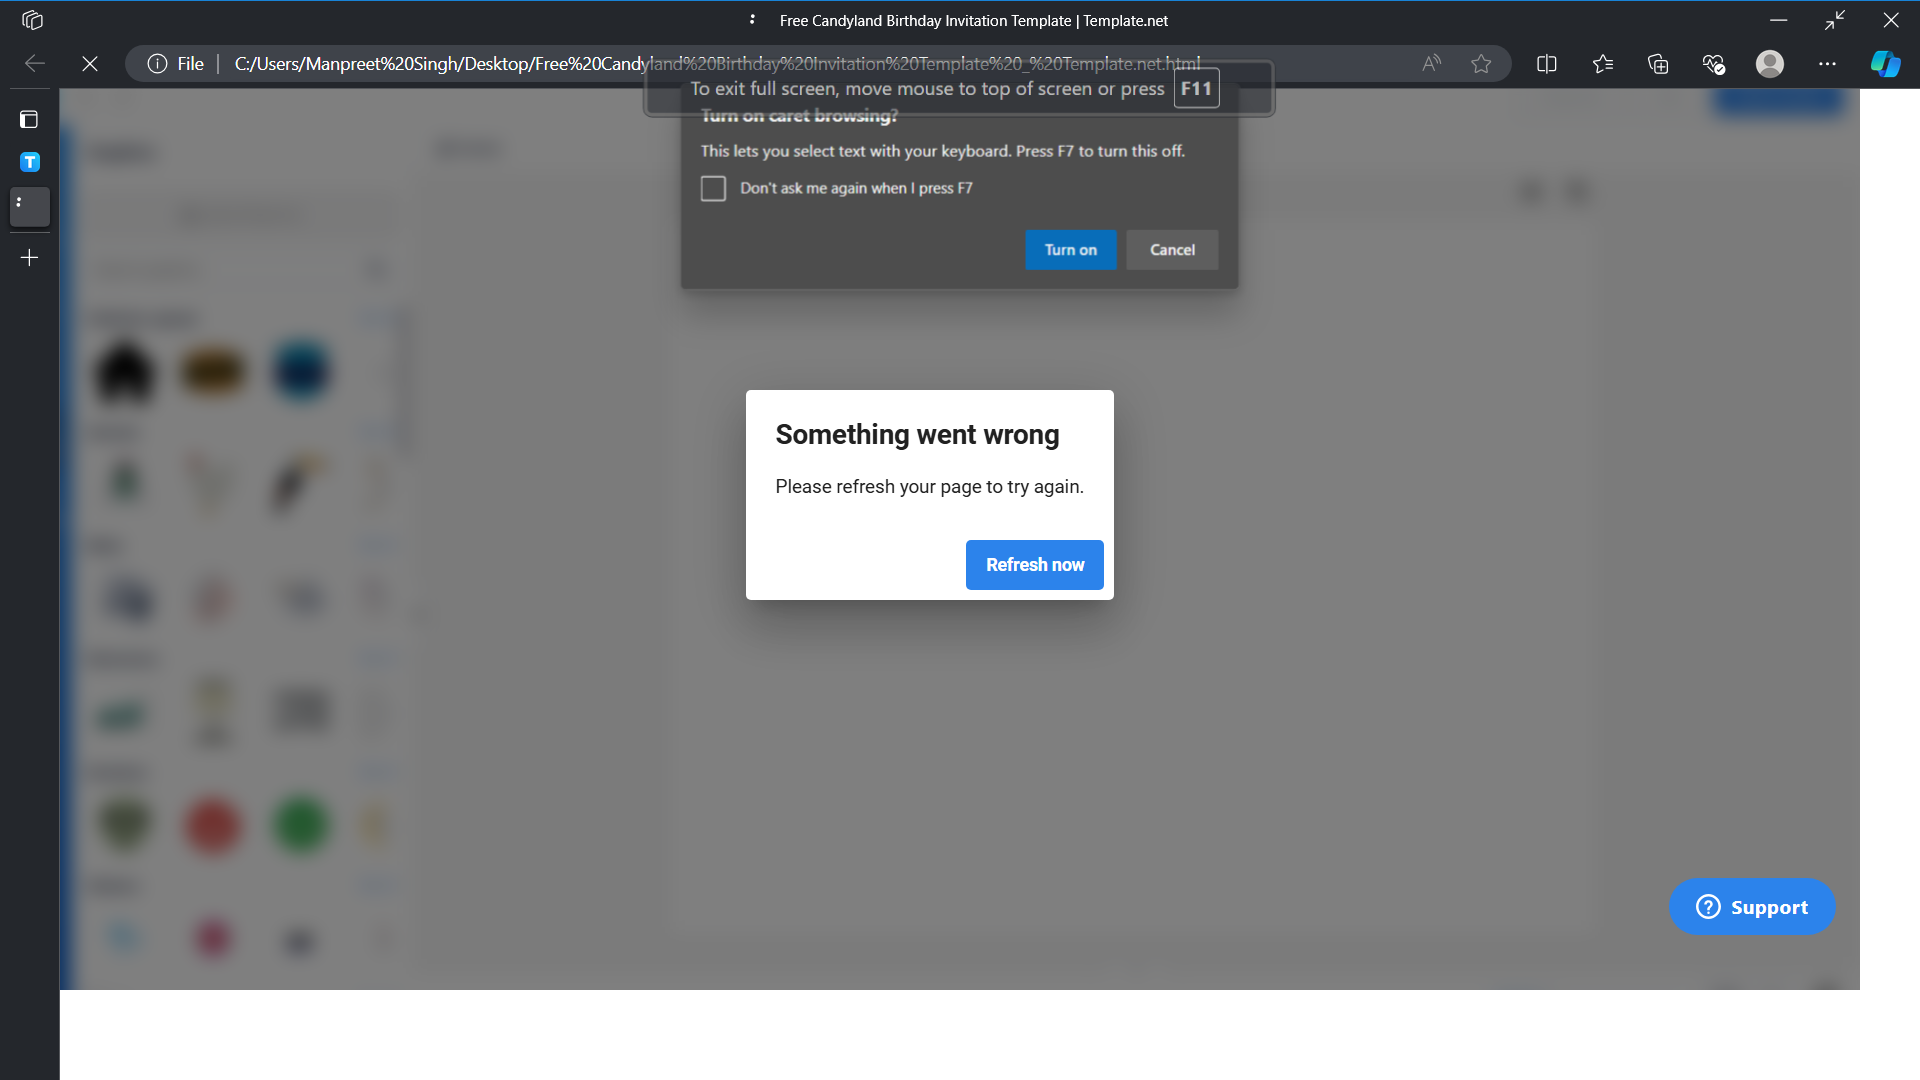 Free Candyland Birthday Invitation Template | Template.net
File
C:/Users/Manpreet%20Singh/Desktop/Free%20Candyland%20Birthday%20Invitation%20Template%20_%20Template.net.html
To exit full screen, move mouse to top of screen or press F11
Turn on caret browsing?
This lets you select text with your keyboard. Press F7 to turn this off.
Don't ask me again when I press F7
Turn on
Cancel
Something went wrong
Please refresh your page to try again.
Refresh now
Support
T